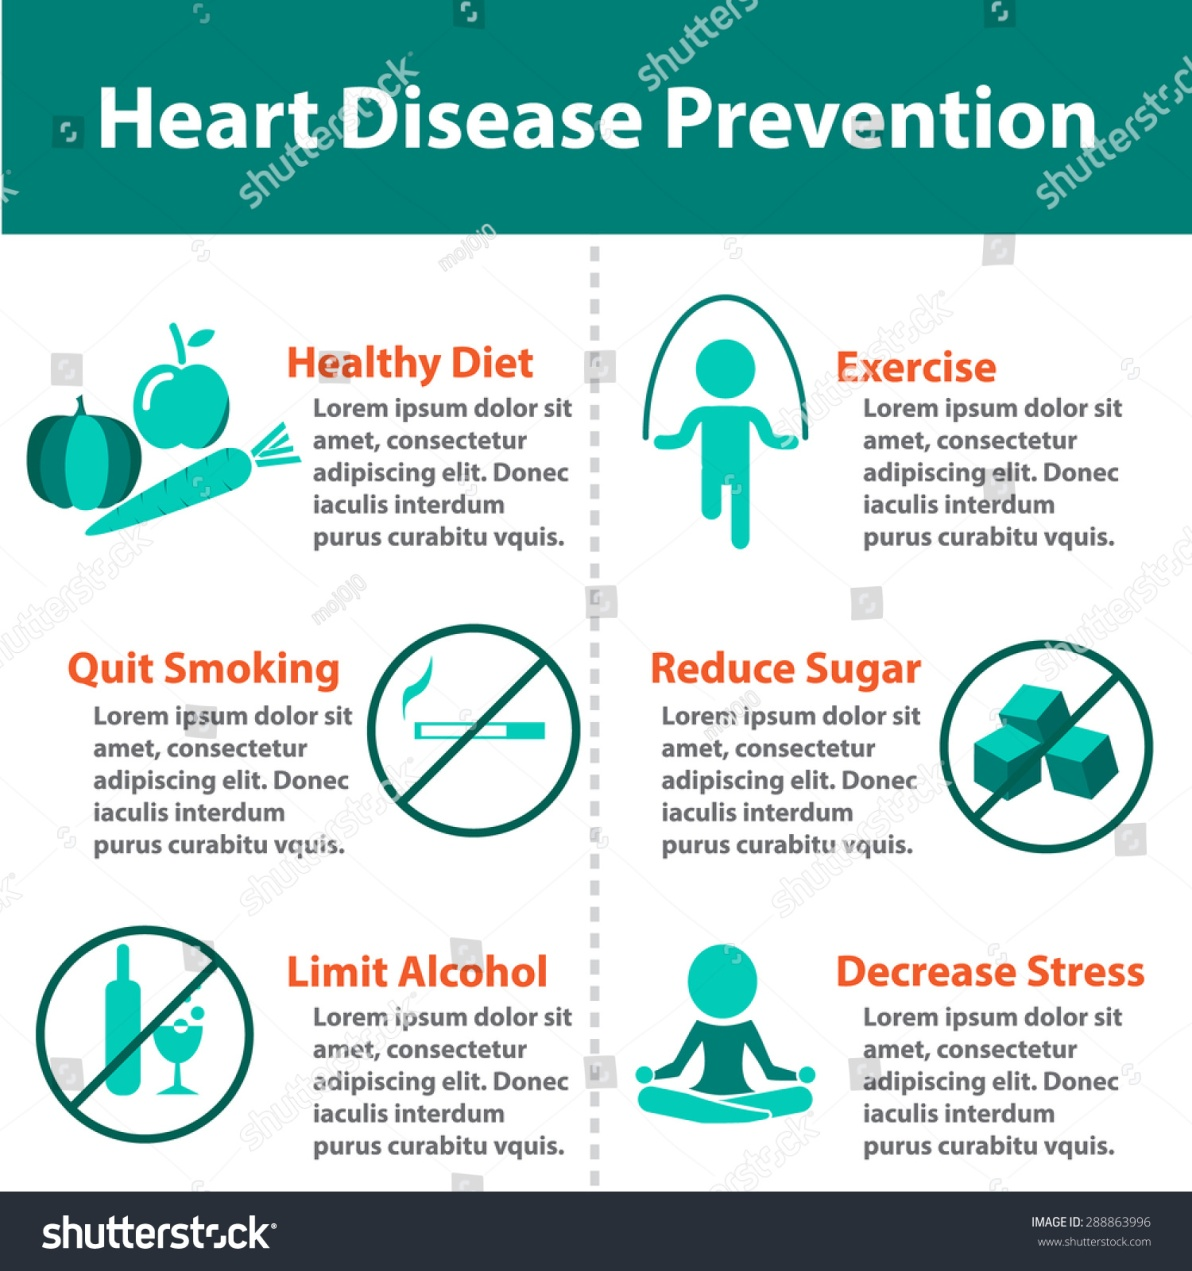 Heart Disease Prevention
Healthy Diet
Lorem ipsum dolor sit
amet, consectetur
adipiscing elit. Donec
iaculis interdum
purus curabitu vquis.
Exercise
Lorem ipsum dolor sit
amet, consectetur
adipiscing elit. Donec
iaculis interdum
purus curabitu vquis.
Quit Smoking
Lorem ipsum dolor sit
amet, consectetur
adipiscing elit. Donec
iaculis interdum
purus curabitu vquis.
Reduce Sugar
Lorem ipsum dolor sit
amet, consectetur
adipiscing elit. Donec
iaculis interdum
purus curabitu vquis.
Limit Alcohol
Lorem ipsum dolor sit
amet, consectetur
adipiscing elit. Donec
iaculis interdum
purus curabitu vquis.
Decrease Stress
Lorem ipsum dolor sit
amet, consectetur
adipiscing elit. Donec
iaculis interdum
purus curabitu vquis.
shutterstock
IMAGE ID: 288863996
www.shutterstock.com